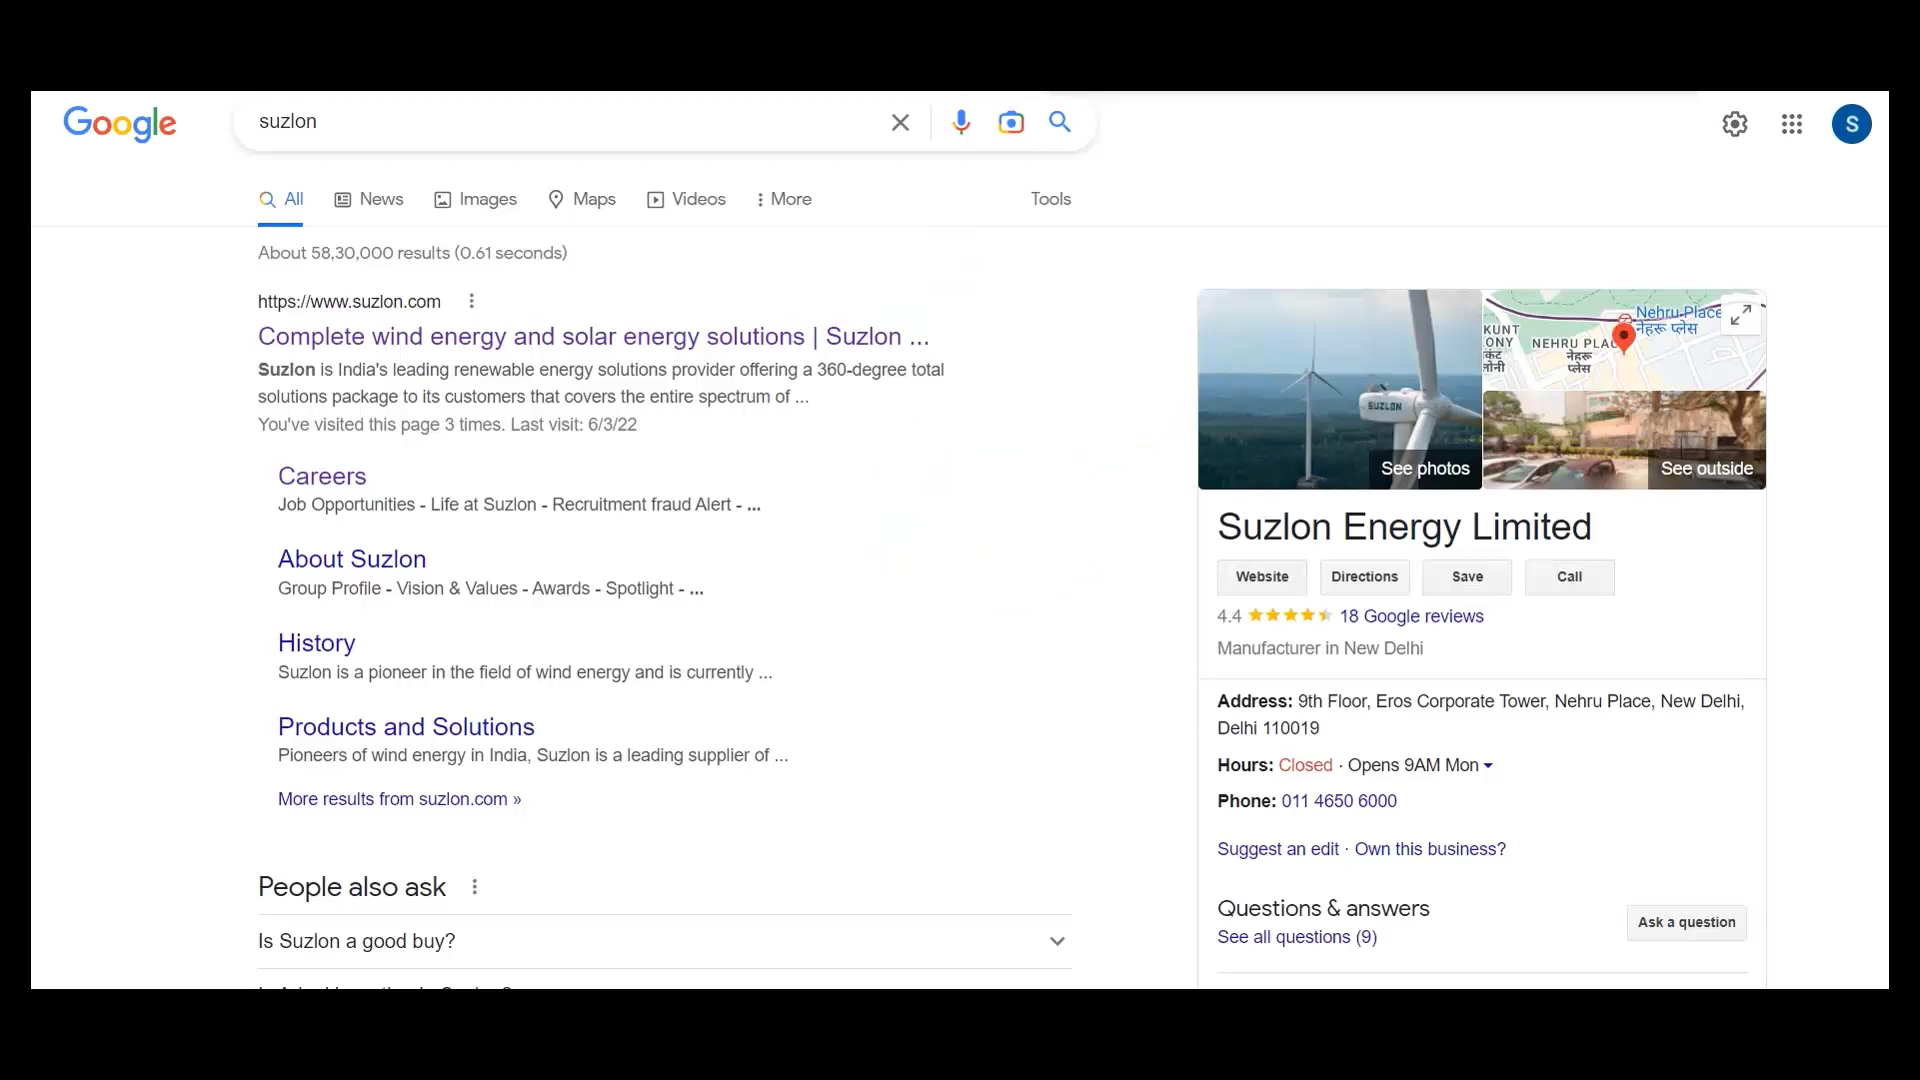 Google
suzlon
S
All
News
Images
Maps
Videos
More
Tools
About 58,30,000 results (0.61 seconds)
https://www.suzlon.com
Complete wind energy and solar energy solutions | Suzlon ...
Suzlon is India's leading renewable energy solutions provider offering a 360-degree total
solutions package to its customers that covers the entire spectrum of ...
You've visited this page 3 times. Last visit: 6/3/22
Careers
Job Opportunities - Life at Suzlon - Recruitment fraud Alert - ...
About Suzlon
Group Profile - Vision & Values - Awards - Spotlight - ...
History
Suzlon is a pioneer in the field of wind energy and is currently ...
Products and Solutions
Pioneers of wind energy in India, Suzlon is a leading supplier of ...
More results from suzlon.com »
People also ask
Is Suzlon a good buy?
SUZLON
See photos
Nehru Place
नेहरू प्लेस
KUNT
ONY
NEHRU PLAC
नेहरू
प्लेस
See outside
Suzlon Energy Limited
Website
Directions
Save
Call
4.4
18 Google reviews
Manufacturer in New Delhi
Address: 9th Floor, Eros Corporate Tower, Nehru Place, New Delhi,
Delhi 110019
Hours: Closed · Opens 9AM Mon
Phone: 011 4650 6000
Suggest an edit · Own this business?
Questions & answers
See all questions (9)
Ask a question